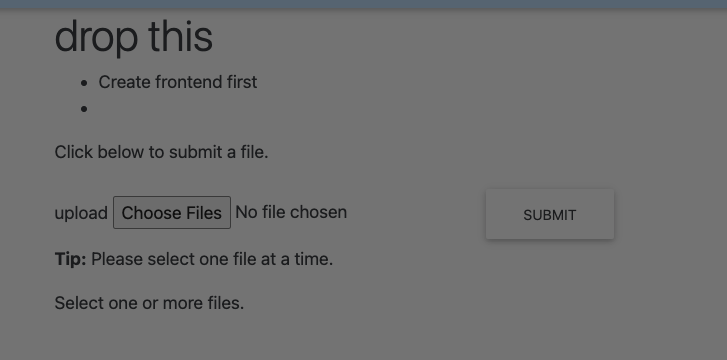 drop this
Create frontend first
Click below to submit a file.
upload Choose Files No file chosen SUBMIT
Tip: Please select one file at a time.
Select one or more files.